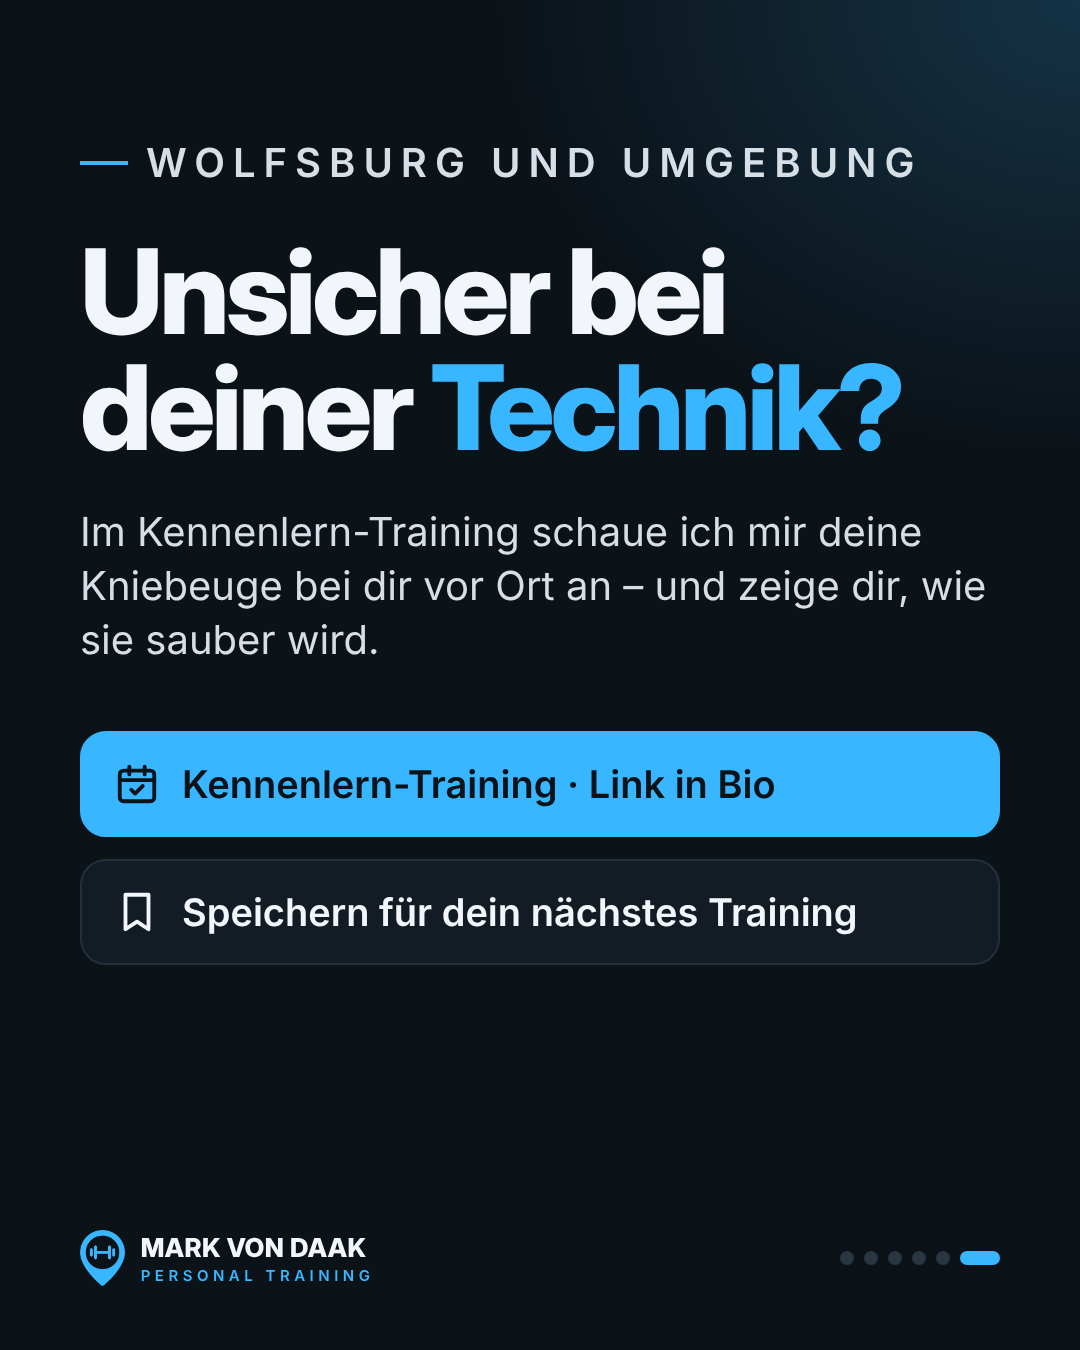 WOLFSBURG UND UMGEBUNG
Unsicher bei
deiner Technik?
Im Kennenlern-Training schaue ich mir deine
Kniebeuge bei dir vor Ort an – und zeige dir, wie
sie sauber wird.
Kennenlern-Training · Link in Bio
Speichern für dein nächstes Training
MARK VON DAAK
PERSONAL TRAINING